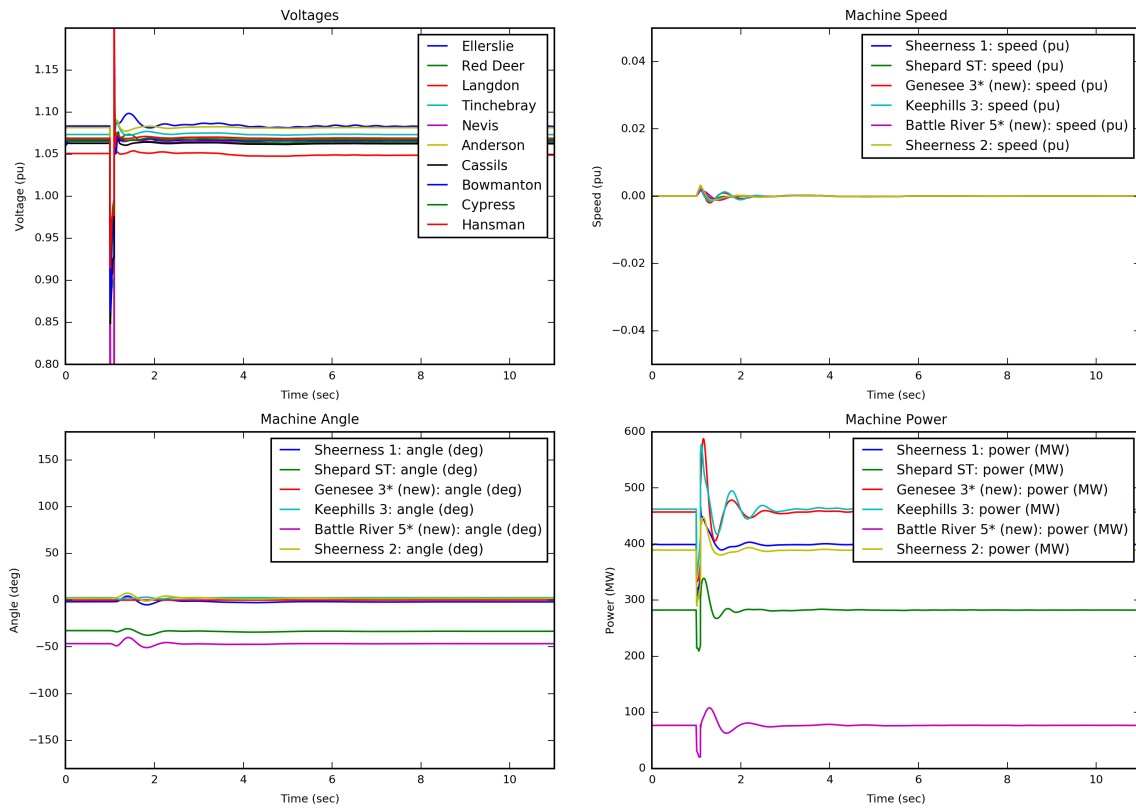 Voltages
Voltage (pu)
1.15
1.10
1.05
1.00
0.95
0.90
0.85
0.80
0
2
4
6
8
10
Time (sec)
Ellerslie
Red Deer
Langdon
Tinchebray
Nevis
Anderson
Cassils
Bowmanton
Cypress
Hansman
Machine Speed
Speed (pu)
0.04
0.02
0.00
−0.02
−0.04
0
2
4
6
8
10
Time (sec)
Sheerness 1: speed (pu)
Shepard ST: speed (pu)
Genesee 3* (new): speed (pu)
Keephills 3: speed (pu)
Battle River 5* (new): speed (pu)
Sheerness 2: speed (pu)
Machine Angle
Angle (deg)
150
100
50
0
−50
−100
−150
0
2
4
6
8
10
Time (sec)
Sheerness 1: angle (deg)
Shepard ST: angle (deg)
Genesee 3* (new): angle (deg)
Keephills 3: angle (deg)
Battle River 5* (new): angle (deg)
Sheerness 2: angle (deg)
Machine Power
Power (MW)
600
500
400
300
200
100
0
0
2
4
6
8
10
Time (sec)
Sheerness 1: power (MW)
Shepard ST: power (MW)
Genesee 3* (new): power (MW)
Keephills 3: power (MW)
Battle River 5* (new): power (MW)
Sheerness 2: power (MW)